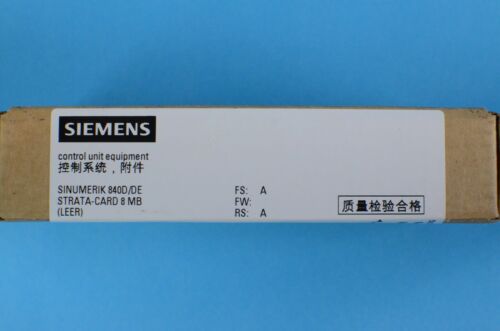 SIEMENS
control unit equipment
控制系统，附件
SINUMERIK 840D/DE FS: A
STRATA-CARD 8 MB FW:
(LEER) RS: A
质量检验合格